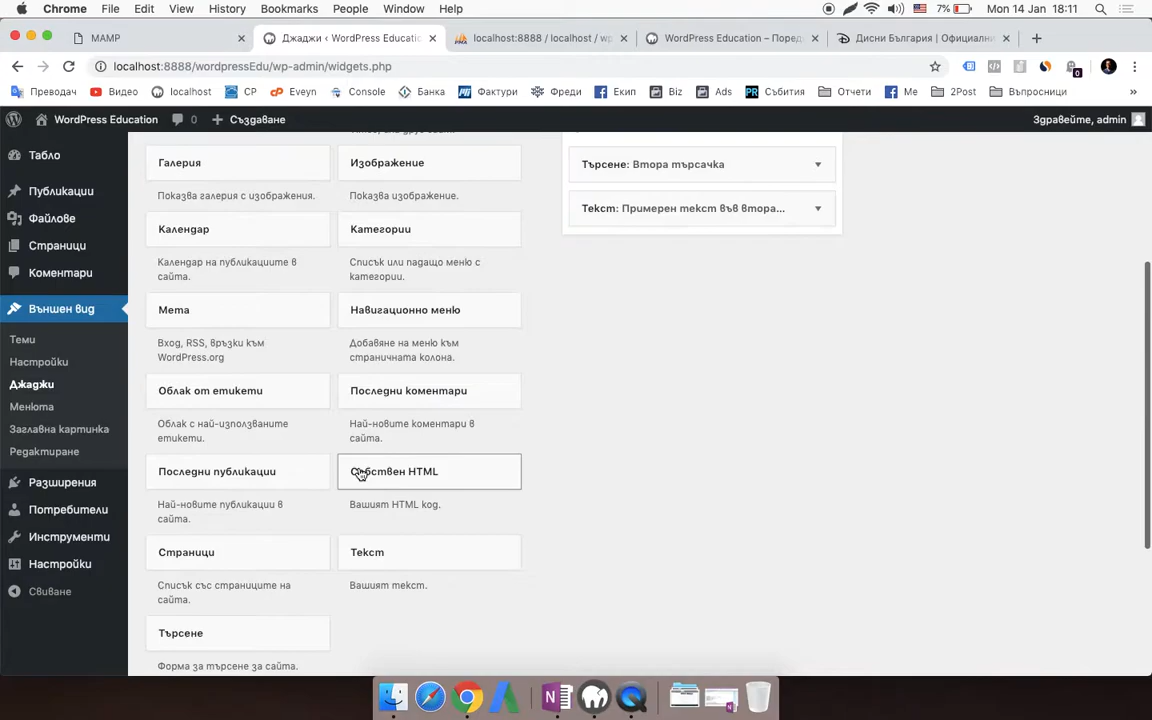 Chrome File Edit View History Bookmarks People Window Help 7% Mon 14 Jan 18:11
MAMP
Джаджи ‹ WordPress Educatio
localhost:8888 / localhost / wp
WordPress Education – Поред
Дисни България | Официални
localhost:8888/wordpressEdu/wp-admin/widgets.php
Преводач Видео localhost CP Eveyn Console Банка Фактури Фреди Екип Biz Ads Събития Отчети Me 2Post Въпросници »
WordPress Education 0 Създаване Здравейте, admin
Табло
Публикации
Файлове
Страници
Коментари
Външен вид
Теми
Настройки
Джаджи
Менюта
Заглавна картинка
Редактиране
Разширения
Потребители
Инструменти
Настройки
Свиване
Галерия
Показва галерия с изображения.
Изображение
Показва изображение.
Календар
Календар на публикациите в
сайта.
Категории
Списък или падащо меню с
категории.
Мета
Вход, RSS, връзки към
WordPress.org
Навигационно меню
Добавяне на меню към
страничната колона.
Облак от етикети
Облак с най-използваните
етикети.
Последни коментари
Най-новите коментари в
сайта.
Последни публикации
Най-новите публикации в
сайта.
Собствен HTML
Вашият HTML код.
Страници
Списък със страниците на
сайта.
Текст
Вашият текст.
Търсене
Форма за търсене за сайта.
Търсене: Втора търсачка
Текст: Примерен текст във втора...